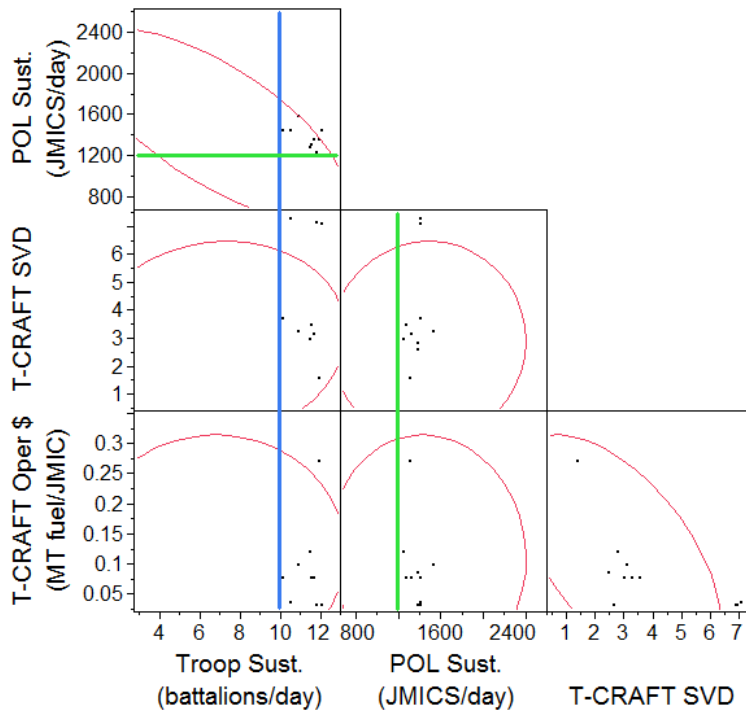 POL Sust.
(JMICS/day)
2400
2000
1600
1200
800
T-CRAFT SVD
6
5
4
3
2
1
T-CRAFT Oper $
(MT fuel/JMIC)
0.3
0.25
0.2
0.15
0.1
0.05
4 6 8 10 12 800 1600 2400 1 2 3 4 5 6 7
Troop Sust. POL Sust.
(battalions/day) (JMICS/day) T-CRAFT SVD